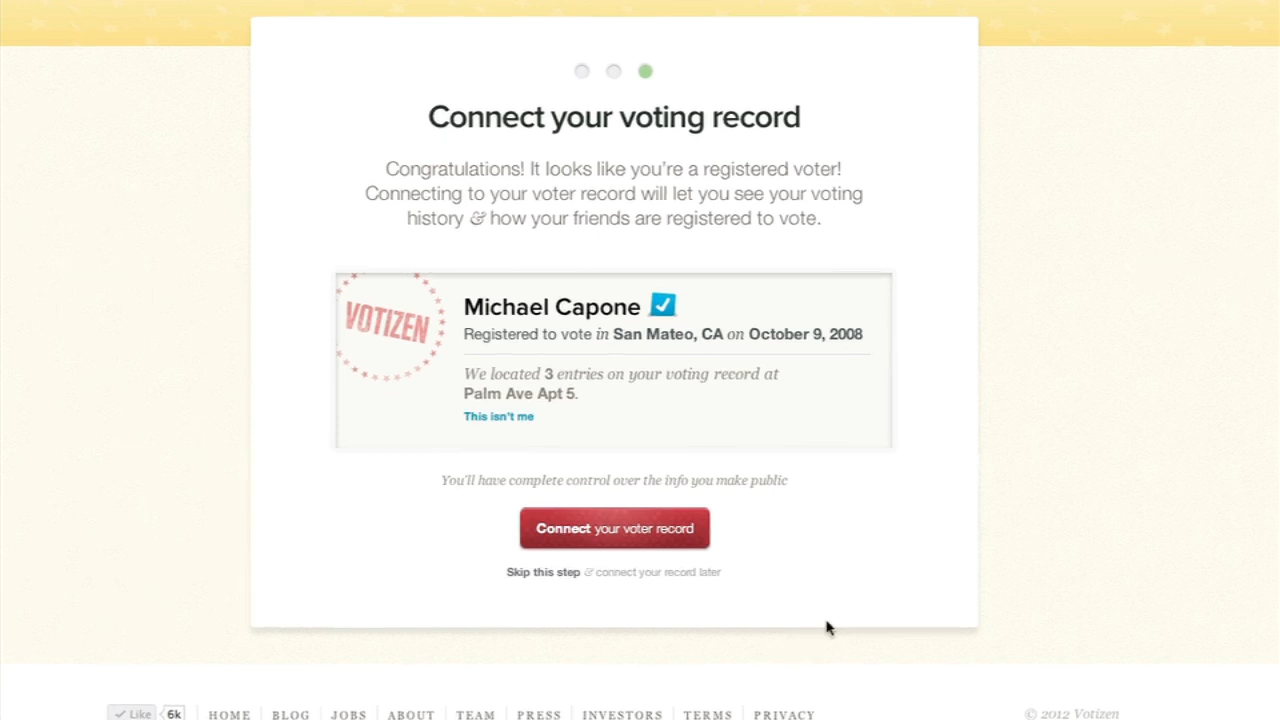 Connect your voting record
Congratulations! It looks like you're a registered voter!
Connecting to your voter record will let you see your voting
history & how your friends are registered to vote.
VOTIZEN
Michael Capone
Registered to vote in San Mateo, CA on October 9, 2008
We located 3 entries on your voting record at
Palm Ave Apt 5.
This isn't me
You'll have complete control over the info you make public
Connect your voter record
Skip this step & connect your record later
Like 6k HOME BLOG JOBS ABOUT TEAM PRESS INVESTORS TERMS PRIVACY © 2012 Votizen